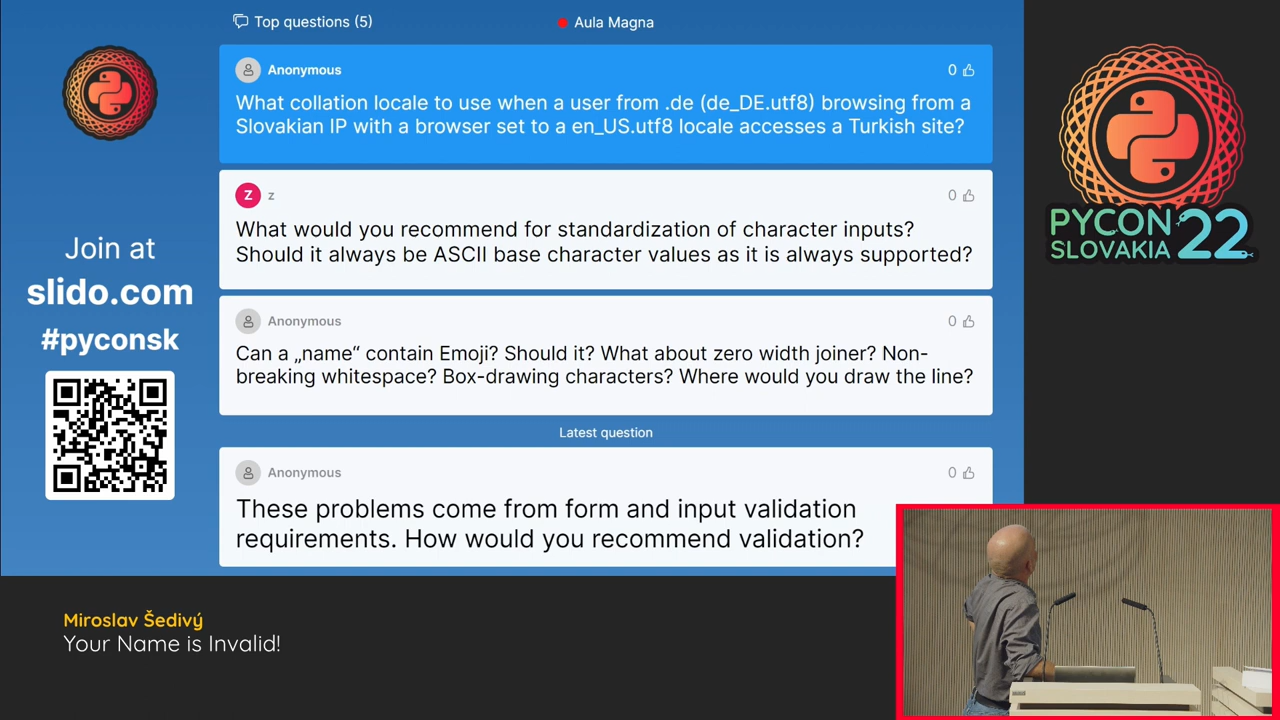 Top questions (5)
Aula Magna
Anonymous
0
What collation locale to use when a user from .de (de_DE.utf8) browsing from a
Slovakian IP with a browser set to a en_US.utf8 locale accesses a Turkish site?
Z z
0
What would you recommend for standardization of character inputs?
Should it always be ASCII base character values as it is always supported?
Anonymous
0
Can a „name“ contain Emoji? Should it? What about zero width joiner? Non-
breaking whitespace? Box-drawing characters? Where would you draw the line?
Latest question
Anonymous
0
These problems come from form and input validation
requirements. How would you recommend validation?
Join at
slido.com
#pyconsk
PYCON
SLOVAKIA
22
Miroslav Šedivý
Your Name is Invalid!